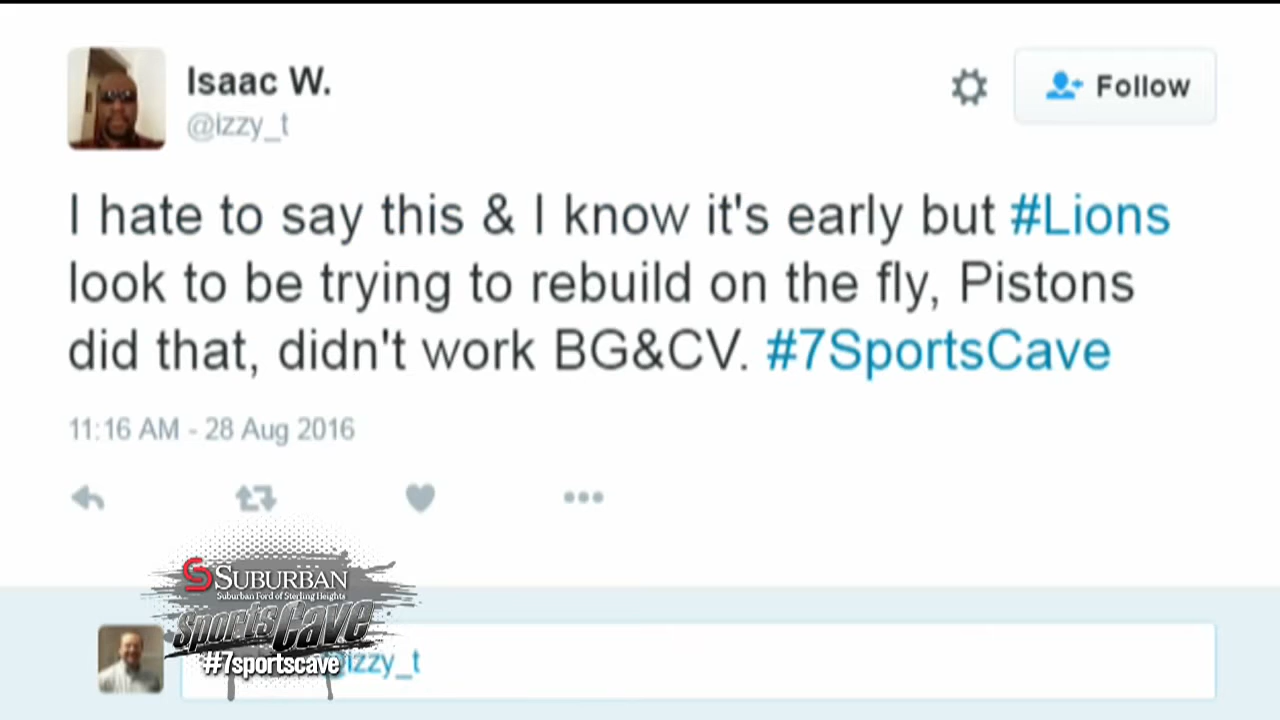 Isaac W.
@izzy_t
Follow
I hate to say this & I know it's early but #Lions
look to be trying to rebuild on the fly, Pistons
did that, didn't work BG&CV. #7SportsCave
11:16 AM - 28 Aug 2016
SUBURBAN
Suburban Ford of Sterling Heights
SportsCave
#7sportscave
@izzy_t